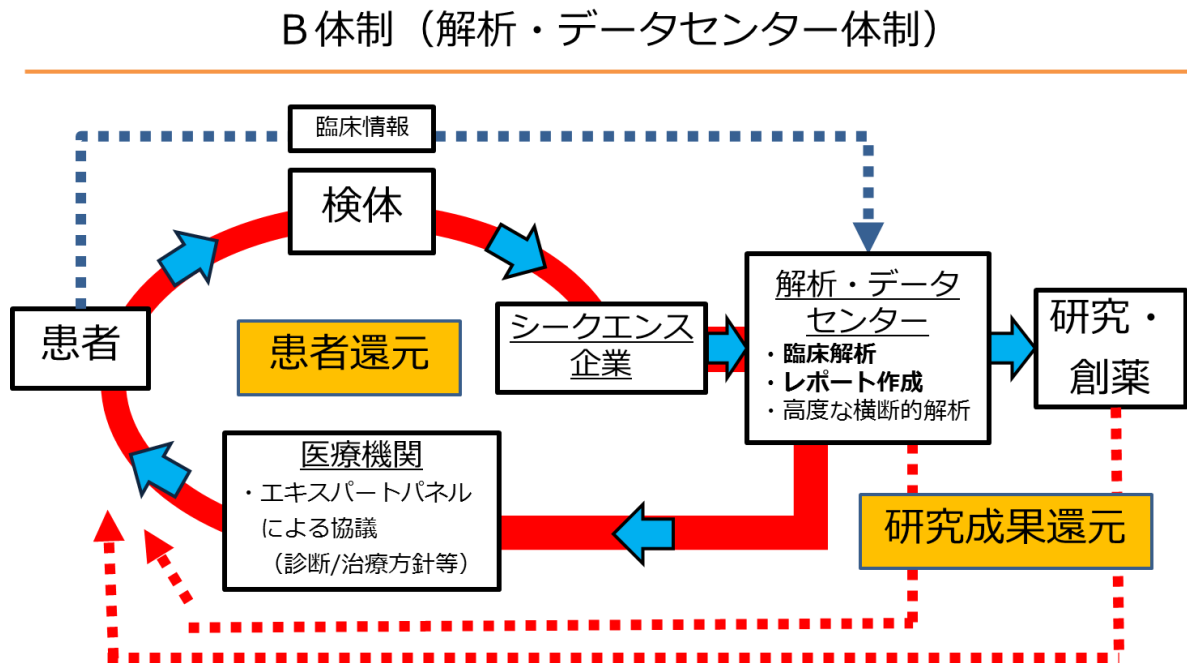 B体制（解析・データセンター体制）
臨床情報
検体
患者
患者還元
シークエンス
企業
解析・データ
センター
・臨床解析
・レポート作成
・高度な横断的解析
研究・
創薬
医療機関
・エキスパートパネル
による協議
（診断/治療方針等）
研究成果還元